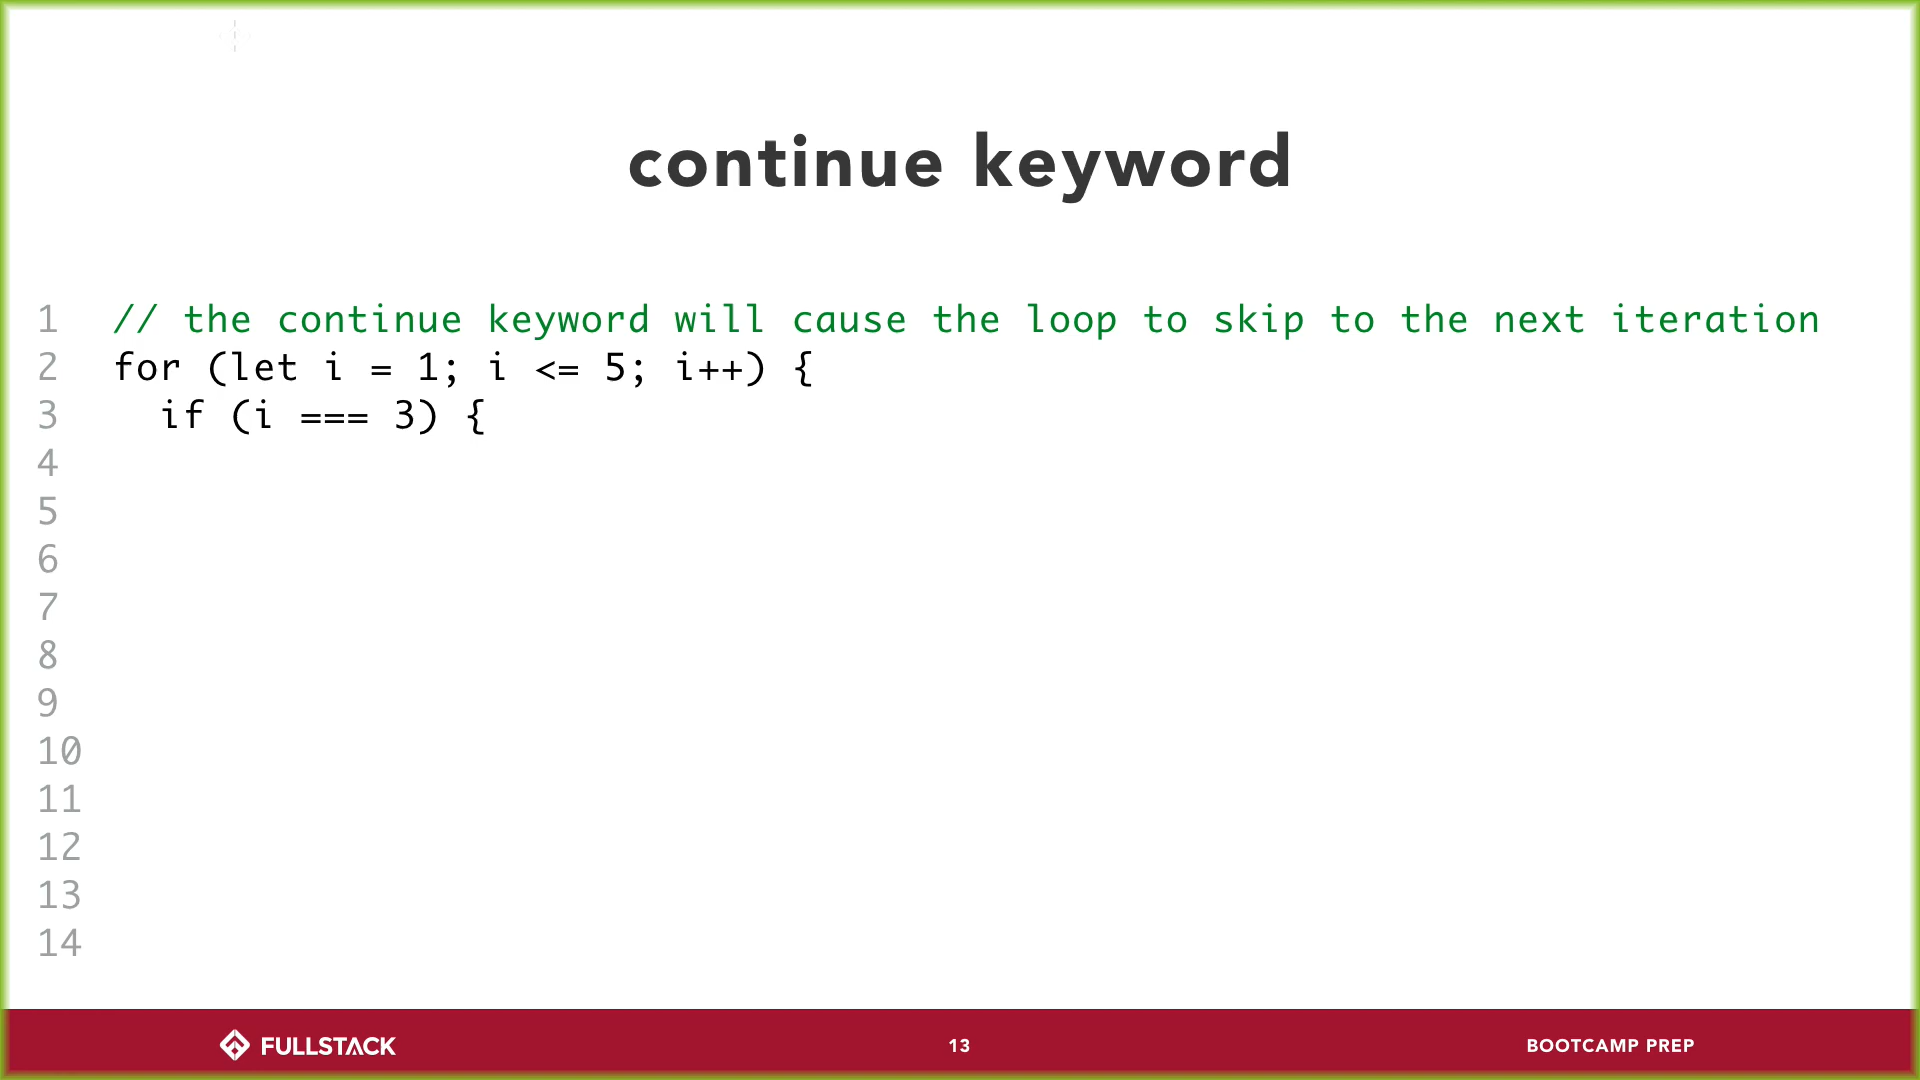 continue keyword
1 // the continue keyword will cause the loop to skip to the next iteration
2 for (let i = 1; i <= 5; i++) {
3   if (i === 3) {
4
5
6
7
8
9
10
11
12
13
14
FULLSTACK
13
BOOTCAMP PREP